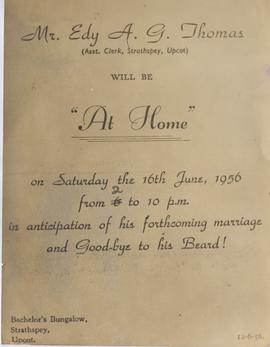 Mr. Edy A. G. Thomas
(Asst. Clerk, Strathspey, Upcot)
WILL BE
"At Home"
on Saturday the 16th June, 1956
from 2 to 10 p.m.
in anticipation of his forthcoming marriage
and Good-bye to his Beard!
Bachelor's Bungalow,
Strathspey,
Upcot.
12-6-56.